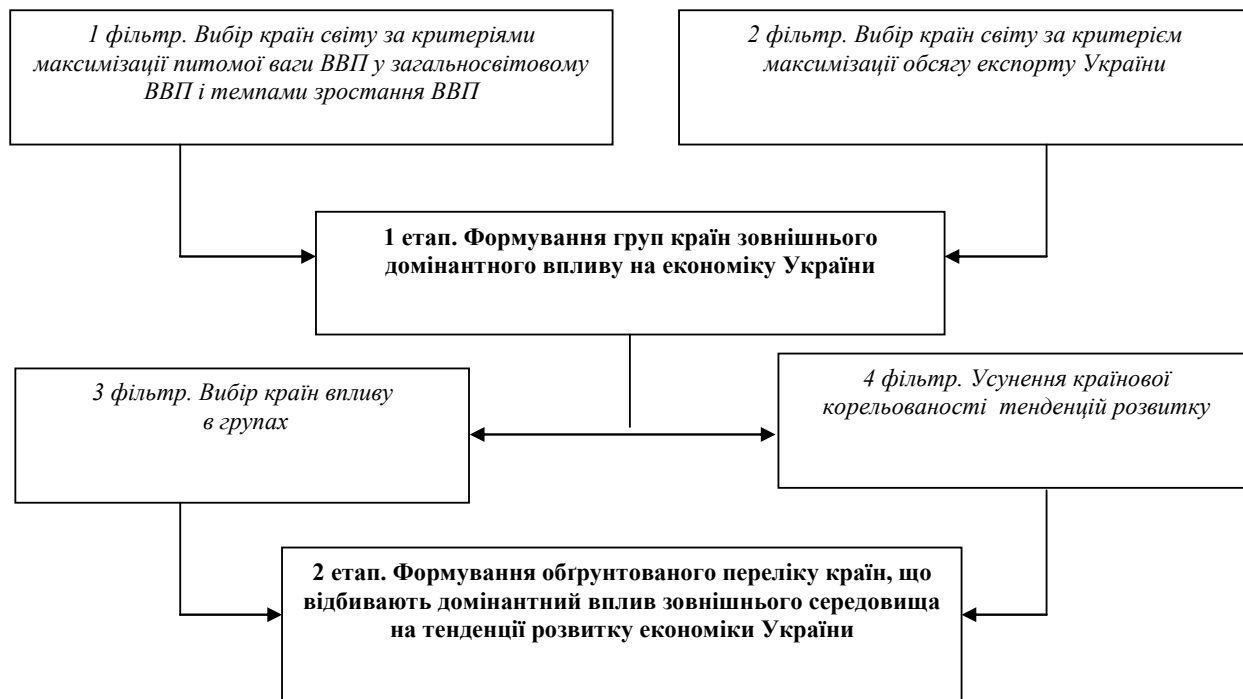 1 фільтр. Вибір країн світу за критеріями
максимізації питомої ваги ВВП у загальносвітовому
ВВП і темпами зростання ВВП
2 фільтр. Вибір країн світу за критерієм
максимізації обсягу експорту України
1 етап. Формування груп країн зовнішнього
домінантного впливу на економіку України
3 фільтр. Вибір країн впливу
в групах
4 фільтр. Усунення країнової
корельованості тенденцій розвитку
2 етап. Формування обґрунтованого переліку країн, що
відбивають домінантний вплив зовнішнього середовища
на тенденції розвитку економіки України